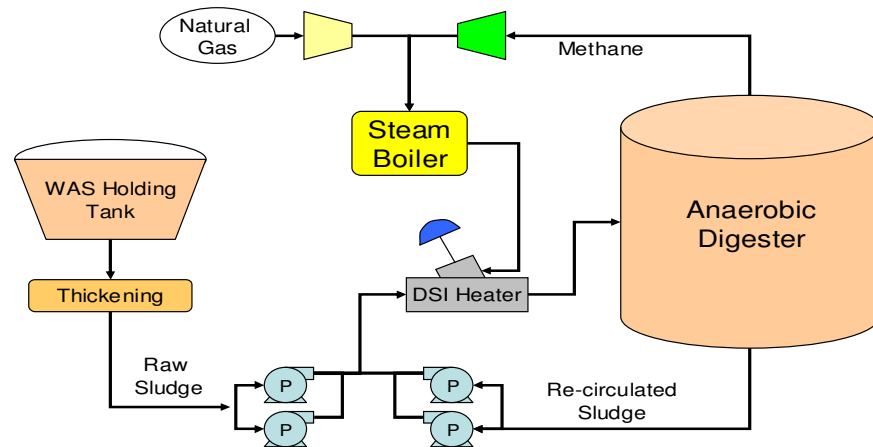 Natural
Gas
Methane
Steam
Boiler
WAS Holding
Tank
Anaerobic
Digester
Thickening
DSI Heater
Raw
Sludge
P
P
Re-circulated
Sludge
P
P